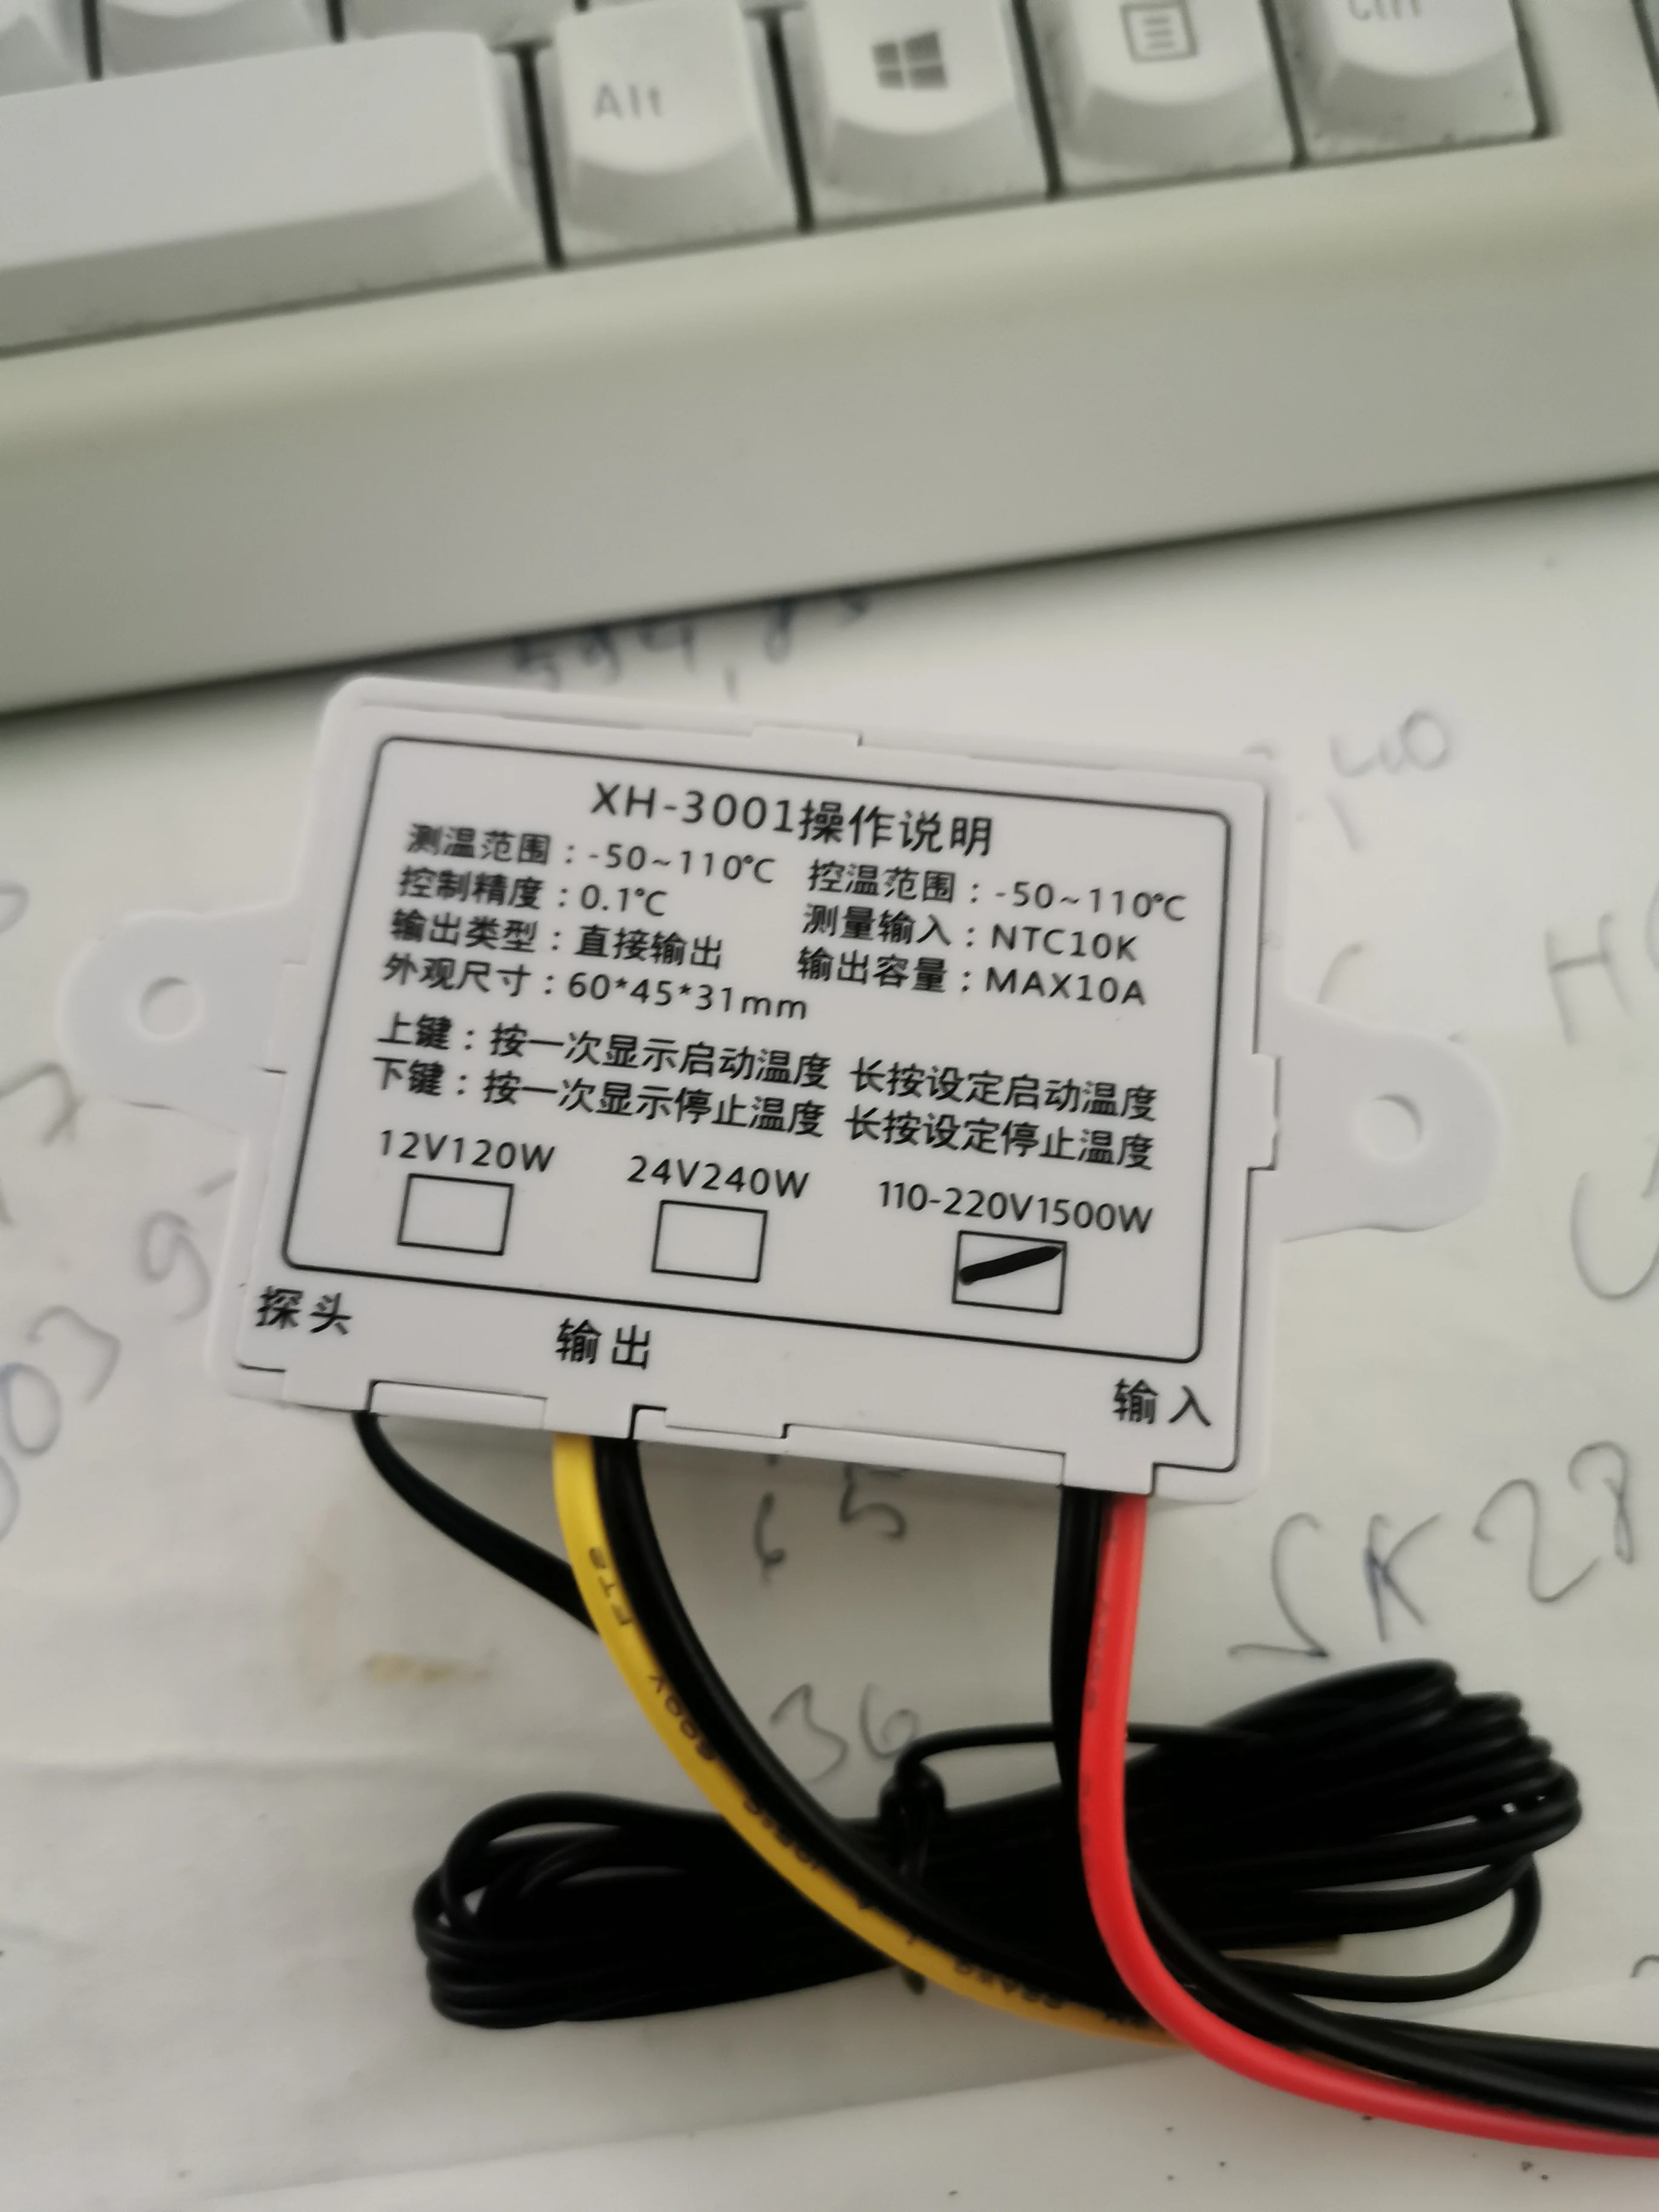 Alt
Ctrl
XH-3001操作说明
测温范围：-50~110℃ 控温范围：-50~110℃
控制精度：0.1℃ 测量输入：NTC10K
输出类型：直接输出 输出容量：MAX10A
外观尺寸：60*45*31mm
上键：按一次显示启动温度 长按设定启动温度
下键：按一次显示停止温度 长按设定停止温度
12V120W 24V240W 110-220V1500W
探头 输出 输入
36
SK 28